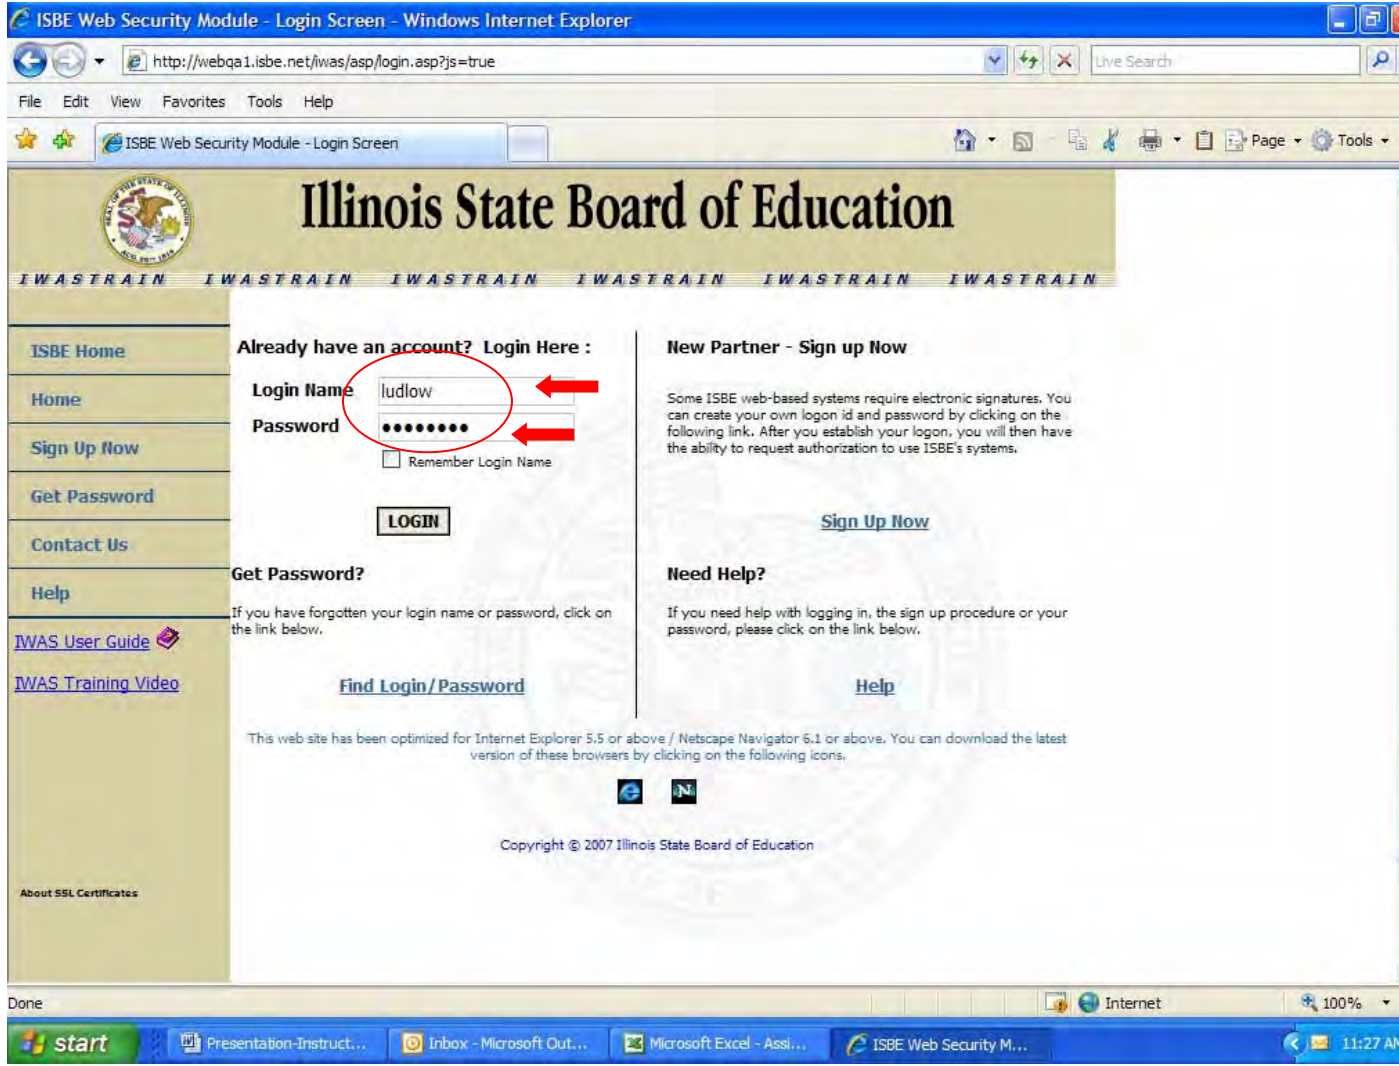 ISBE Web Security Module - Login Screen - Windows Internet Explorer
http://webqa1.isbe.net/iwas/asp/login.asp?js=true
Live Search
File Edit View Favorites Tools Help
ISBE Web Security Module - Login Screen
Page Tools
Illinois State Board of Education
IWASTRAIN IWASTRAIN IWASTRAIN IWASTRAIN IWASTRAIN IWASTRAIN
ISBE Home
Home
Sign Up Now
Get Password
Contact Us
Help
IWAS User Guide
IWAS Training Video
About SSL Certificates
Already have an account? Login Here :
Login Name ludlow
Password ●●●●●●●●
Remember Login Name
LOGIN
New Partner - Sign up Now
Some ISBE web-based systems require electronic signatures. You
can create your own logon id and password by clicking on the
following link. After you establish your logon, you will then have
the ability to request authorization to use ISBE's systems.
Sign Up Now
Get Password?
If you have forgotten your login name or password, click on
the link below.
Find Login/Password
Need Help?
If you need help with logging in, the sign up procedure or your
password, please click on the link below.
Help
This web site has been optimized for Internet Explorer 5.5 or above / Netscape Navigator 6.1 or above. You can download the latest
version of these browsers by clicking on the following icons.
N
Copyright © 2007 Illinois State Board of Education
Done
Internet
100%
start
Presentation-Instruct...
Inbox - Microsoft Out...
Microsoft Excel - Assi...
ISBE Web Security M...
11:27 AM